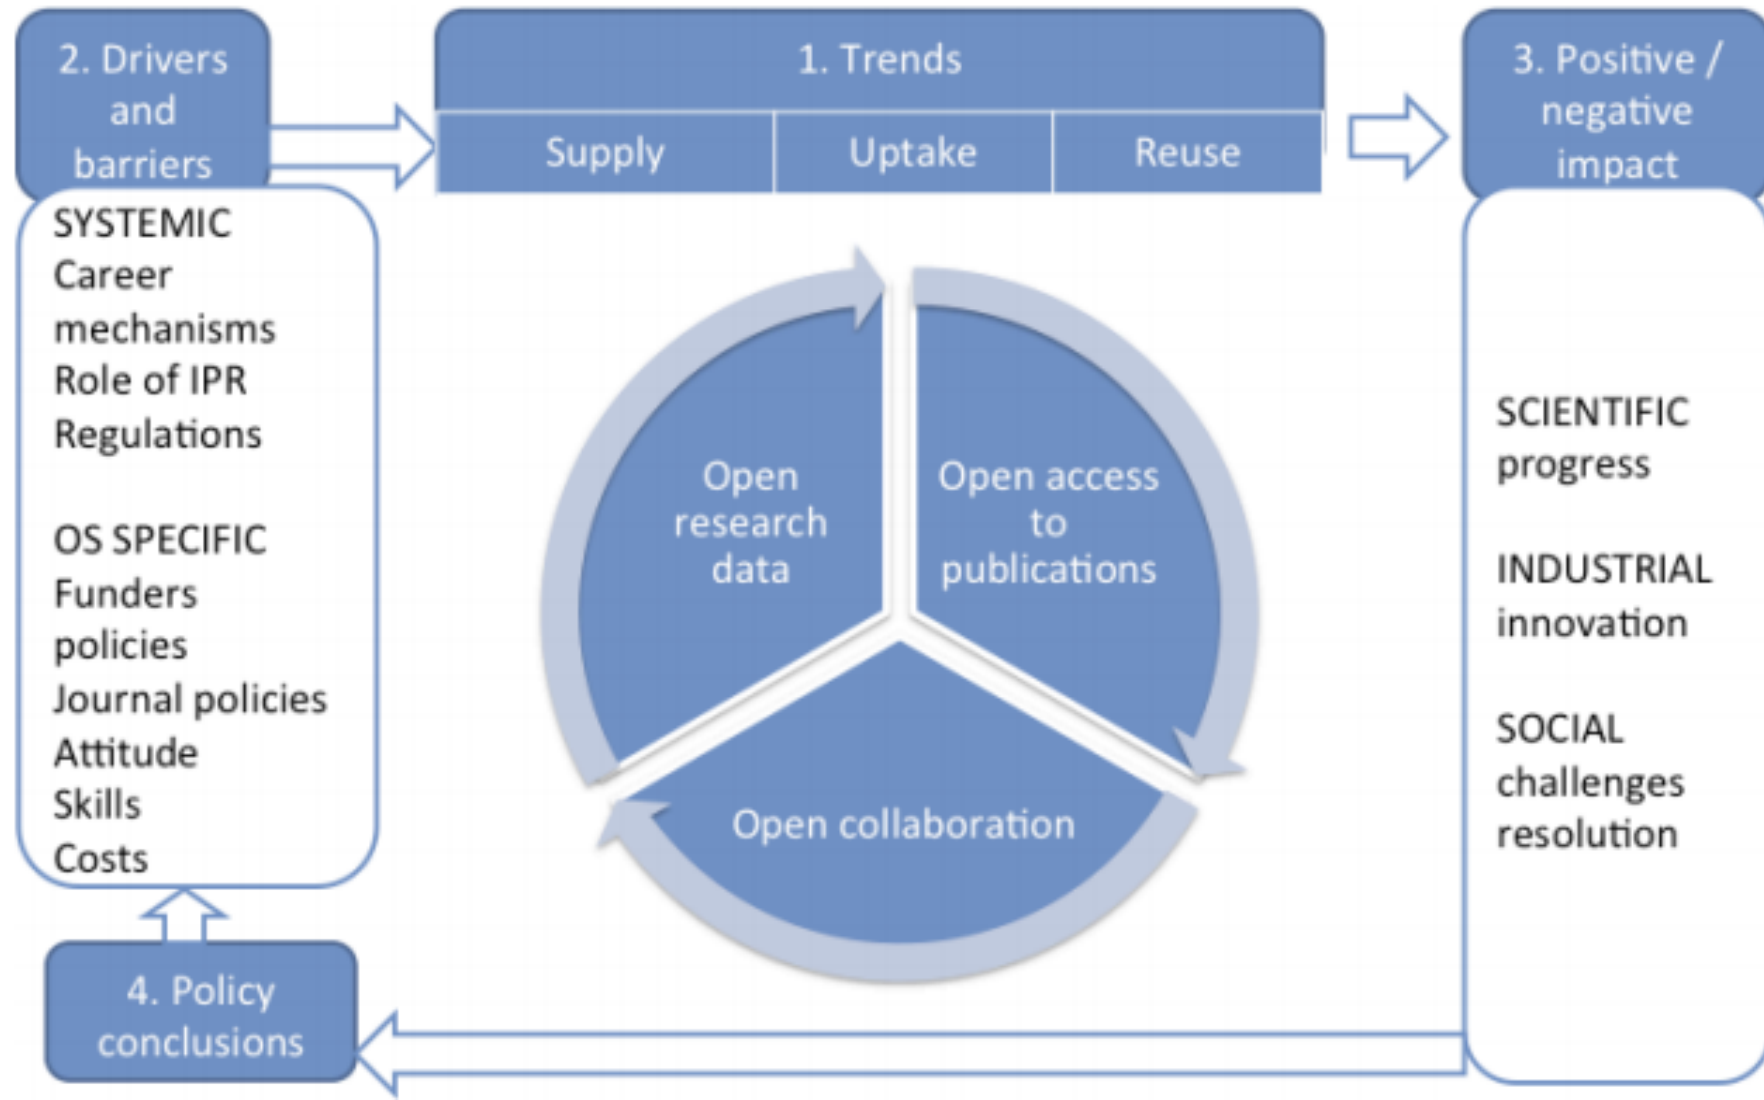 2. Drivers
and
barriers
SYSTEMIC
Career
mechanisms
Role of IPR
Regulations
OS SPECIFIC
Funders
policies
Journal policies
Attitude
Skills
Costs
4. Policy
conclusions
1. Trends
Supply
Uptake
Reuse
Open
research
data
Open access
to
publications
Open collaboration
3. Positive /
negative
impact
SCIENTIFIC
progress
INDUSTRIAL
innovation
SOCIAL
challenges
resolution